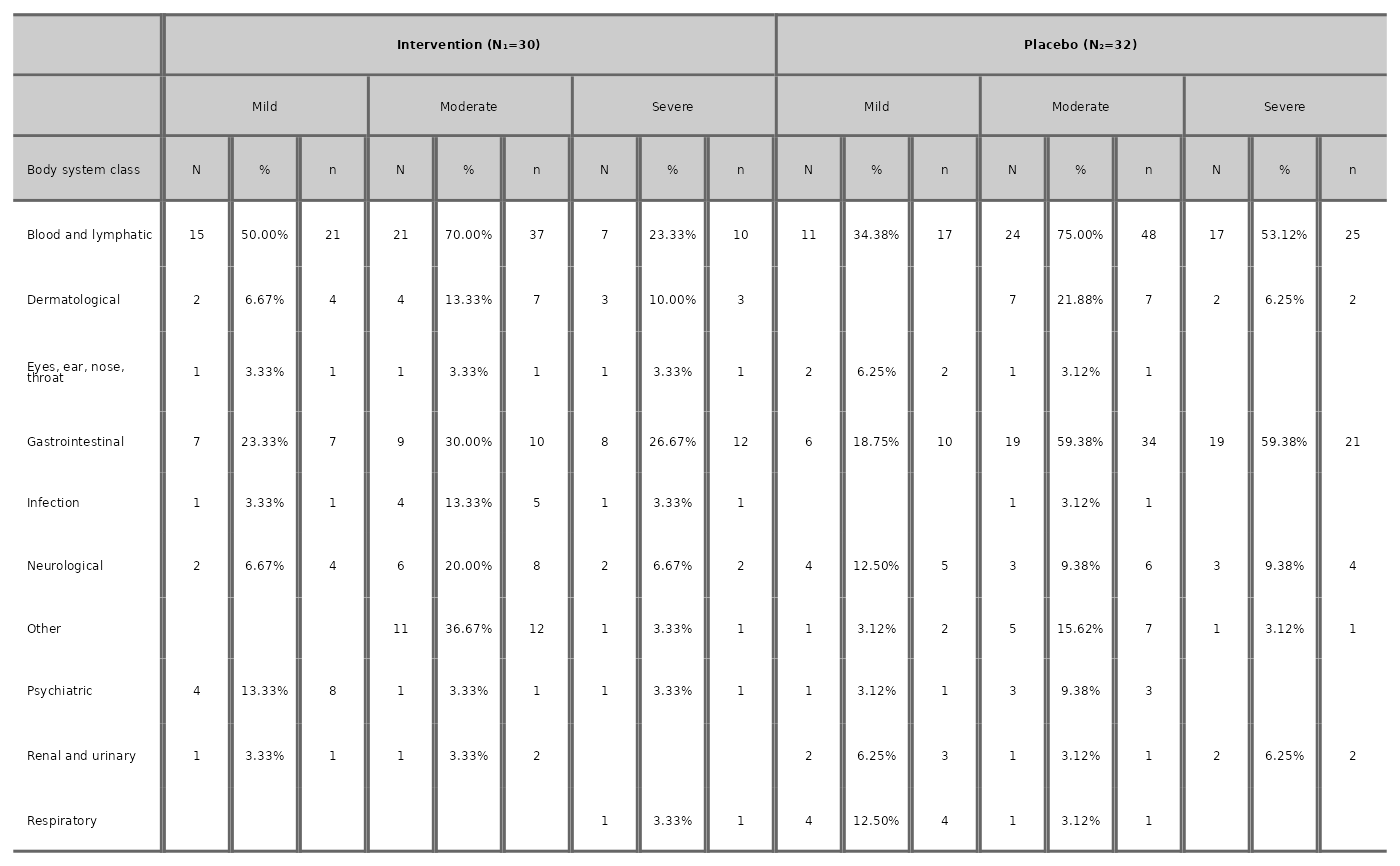 Intervention (N₁=30) Placebo (N₂=32)
Mild Moderate Severe Mild Moderate Severe
Body system class N % n N % n N % n N % n N % n N % n
Blood and lymphatic 15 50.00% 21 21 70.00% 37 7 23.33% 10 11 34.38% 17 24 75.00% 48 17 53.12% 25
Dermatological 2 6.67% 4 4 13.33% 7 3 10.00% 3 7 21.88% 7 2 6.25% 2
Eyes, ear, nose,
throat 1 3.33% 1 1 3.33% 1 1 3.33% 1 2 6.25% 2 1 3.12% 1
Gastrointestinal 7 23.33% 7 9 30.00% 10 8 26.67% 12 6 18.75% 10 19 59.38% 34 19 59.38% 21
Infection 1 3.33% 1 4 13.33% 5 1 3.33% 1 1 3.12% 1
Neurological 2 6.67% 4 6 20.00% 8 2 6.67% 2 4 12.50% 5 3 9.38% 6 3 9.38% 4
Other 11 36.67% 12 1 3.33% 1 1 3.12% 2 5 15.62% 7 1 3.12% 1
Psychiatric 4 13.33% 8 1 3.33% 1 1 3.33% 1 1 3.12% 1 3 9.38% 3
Renal and urinary 1 3.33% 1 1 3.33% 2 2 6.25% 3 1 3.12% 1 2 6.25% 2
Respiratory 1 3.33% 1 4 12.50% 4 1 3.12% 1